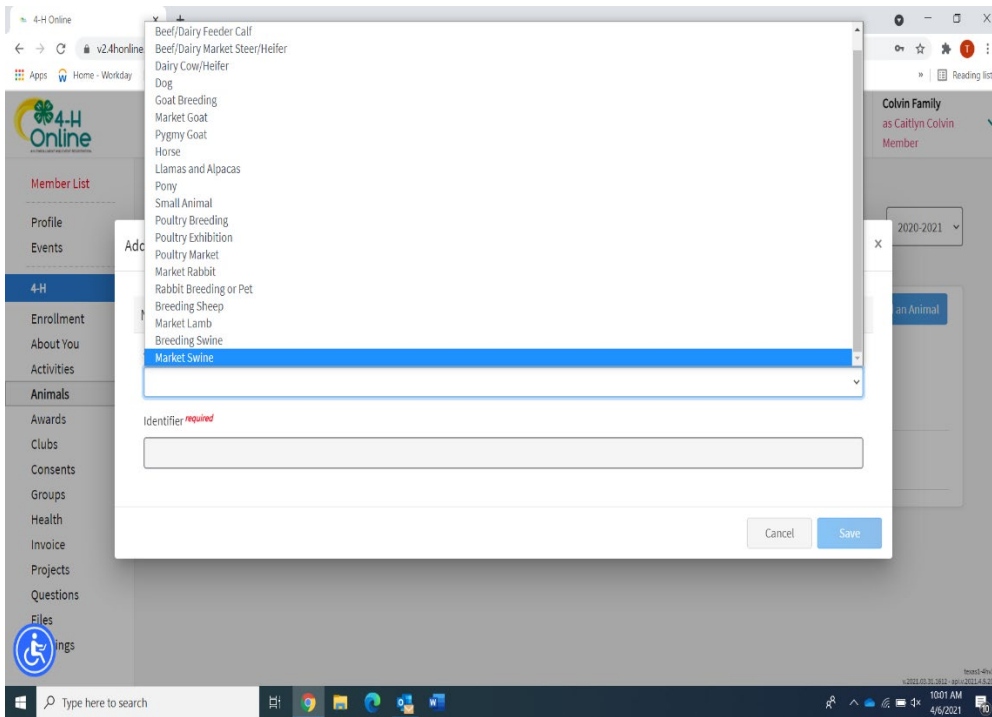 4-H Online
v2.4honline
Apps
Home - Workday
Reading list
4-H
Online
Colvin Family
as Caitlyn Colvin
Member
Member List
Profile
Events
4-H
Enrollment
About You
Activities
Animals
Awards
Clubs
Consents
Groups
Health
Invoice
Projects
Questions
Files
ings
2020-2021
an Animal
Add
Beef/Dairy Feeder Calf
Beef/Dairy Market Steer/Heifer
Dairy Cow/Heifer
Dog
Goat Breeding
Market Goat
Pygmy Goat
Horse
Llamas and Alpacas
Pony
Small Animal
Poultry Breeding
Poultry Exhibition
Poultry Market
Market Rabbit
Rabbit Breeding or Pet
Breeding Sheep
Market Lamb
Breeding Swine
Market Swine
Identifier required
Cancel
Save
Type here to search
10:01 AM
4/6/2021